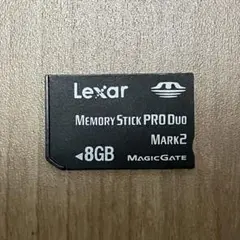 Lexar
MEMORY STICK PRO DUO
MARK2
◄8GB
MAGICGATE